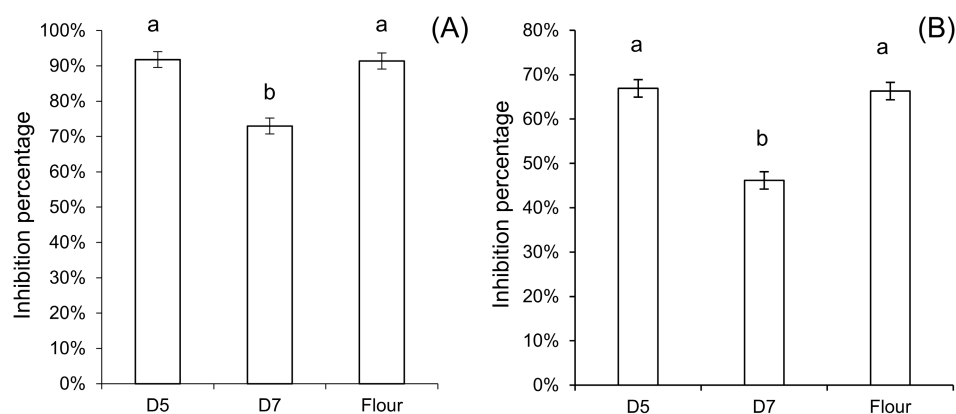 (A)
Inhibition percentage
100%
90%
80%
70%
60%
50%
40%
30%
20%
10%
0%
a
b
a
D5
D7
Flour
(B)
Inhibition percentage
80%
70%
60%
50%
40%
30%
20%
10%
0%
a
b
a
D5
D7
Flour